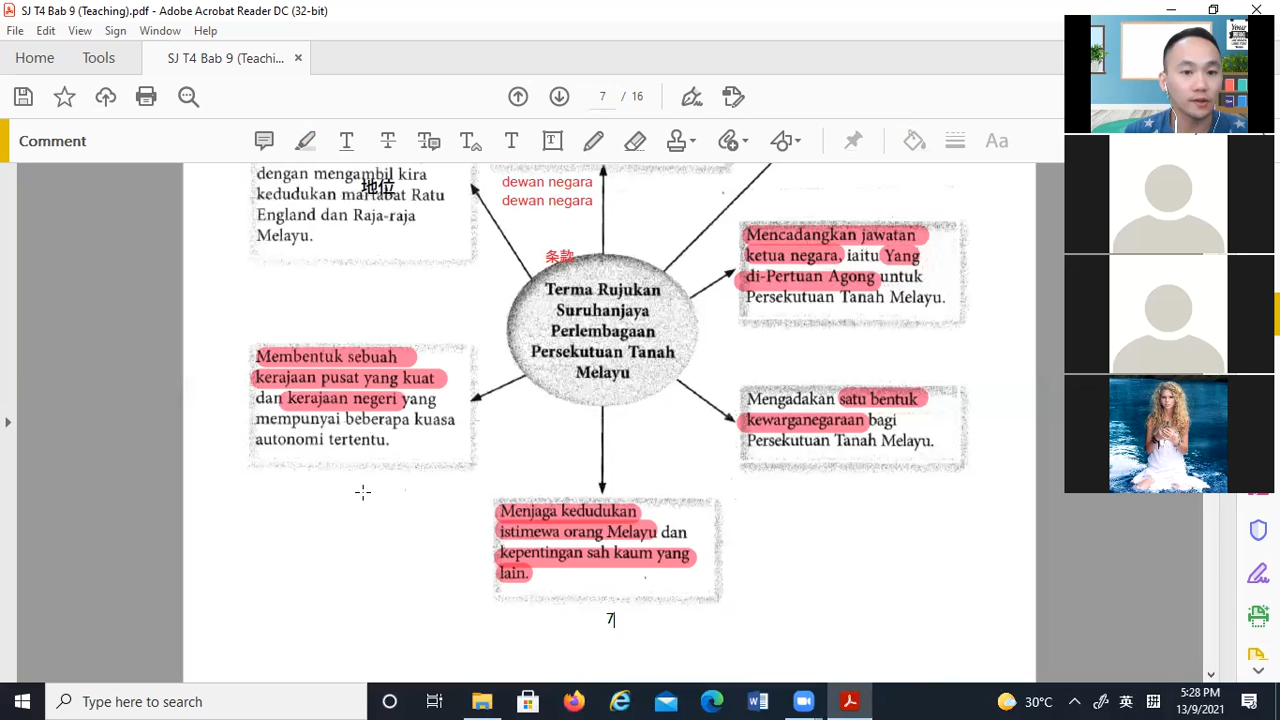 SJ T4 Bab 9 (Teaching).pdf - Adobe Acrobat Reader DC (32-bit)
File Edit View Sign Window Help
Home Tools SJ T4 Bab 9 (Teachi...
7 / 16
Comment
dengan mengambil kira
地位
kedudukan martabat Ratu
England dan Raja-raja
Melayu.
dewan negara
dewan negara
条款
Terma Rujukan
Suruhanjaya
Perlembagaan
Persekutuan Tanah
Melayu
Mencadangkan jawatan
ketua negara, iaitu Yang
di-Pertuan Agong untuk
Persekutuan Tanah Melayu.
Membentuk sebuah
kerajaan pusat yang kuat
dan kerajaan negeri yang
mempunyai beberapa kuasa
autonomi tertentu.
Mengadakan satu bentuk
kewarganegaraan bagi
Persekutuan Tanah Melayu.
Menjaga kedudukan
istimewa orang Melayu dan
kepentingan sah kaum yang
lain.
7
Type here to search
30°C
英
拼
5:28 PM
13/9/2021